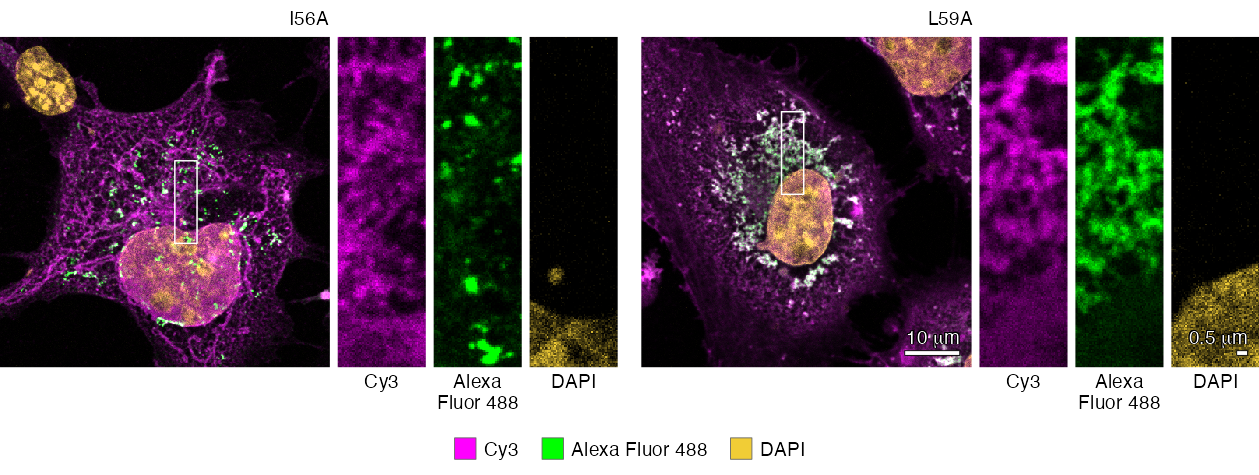 I56A
L59A
10 μm
0.5 μm
Cy3
Alexa
Fluor 488
DAPI
Cy3
Alexa
Fluor 488
DAPI
Cy3
Alexa Fluor 488
DAPI